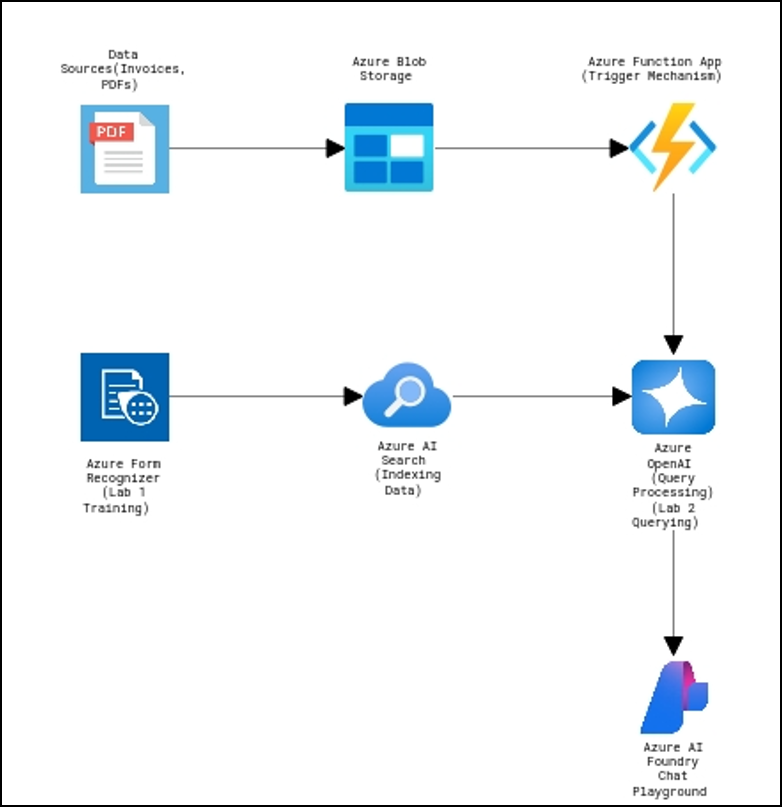 Data
Sources(Invoices,
PDFs)
Azure Blob
Storage
Azure Function App
(Trigger Mechanism)
PDF
Azure Form
Recognizer
(Lab 1
Training)
Azure AI
Search
(Indexing
Data)
Azure
OpenAI
(Query
Processing)
(Lab 2
Querying)
Azure AI
Foundry
Chat
Playground